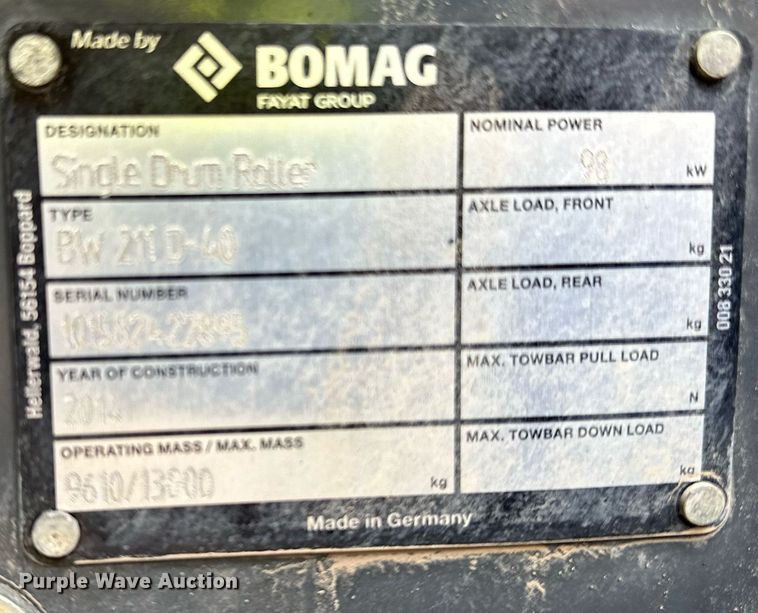 Made by BOMAG
FAYAT GROUP
DESIGNATION
Single Drum Roller
NOMINAL POWER
98 kW
TYPE
BW 211 D-40
AXLE LOAD, FRONT
kg
SERIAL NUMBER
AXLE LOAD, REAR
kg
YEAR OF CONSTRUCTION
2014
MAX. TOWBAR PULL LOAD
N
OPERATING MASS / MAX. MASS
9610/13600 kg
MAX. TOWBAR DOWN LOAD
kg
Made in Germany
Hellerwald, 56154 Boppard
008 330 21
Purple Wave Auction